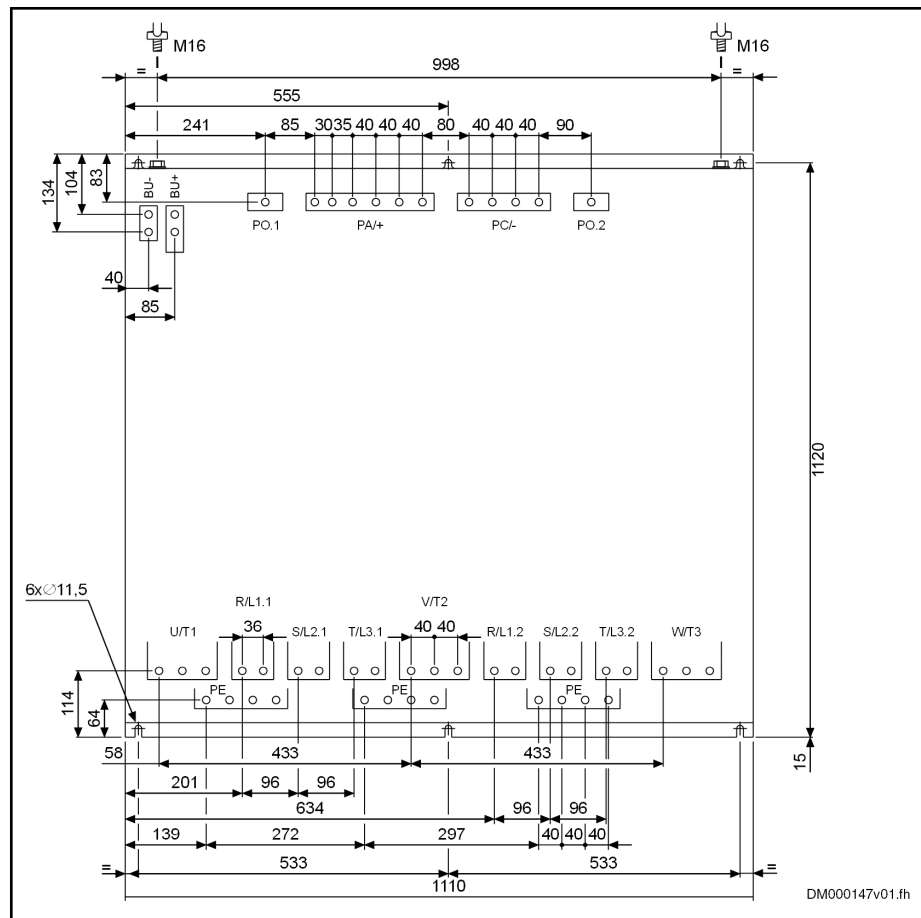 M16 M16
= 998 =
555
241 85 30 35 40 40 40 80 40 40 40 90
134 104 83 BU- BU+
PO.1 PA/+ PC/- PO.2
40
85
1120
6x∅11,5
R/L1.1 V/T2
U/T1 36 S/L2.1 T/L3.1 40 40 R/L1.2 S/L2.2 T/L3.2 W/T3
PE PE PE
114 64
58 433 433 15
201 96 96
634 96 96
139 272 297 40 40 40
= 533 533 =
1110
DM000147v01.fh